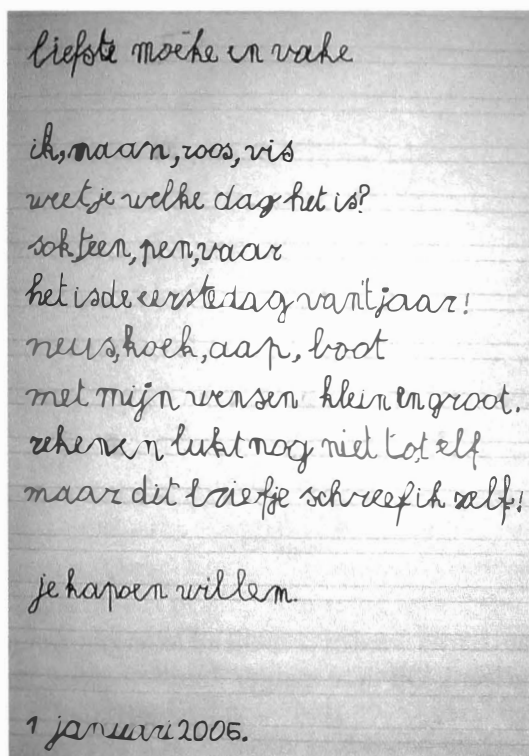 liefste moeke en vake
ik, maan, roos, vis
weet je welke dag het is?
sok, teen, pen, vaar
het is de eerste dag van 't jaar!
neus, koek, aap, boot
met mijn wensen klein en groot.
rekenen lukt nog niet tot elf
maar dit briefje schreef ik zelf!
je kapoen willem.
1 januari 2005.